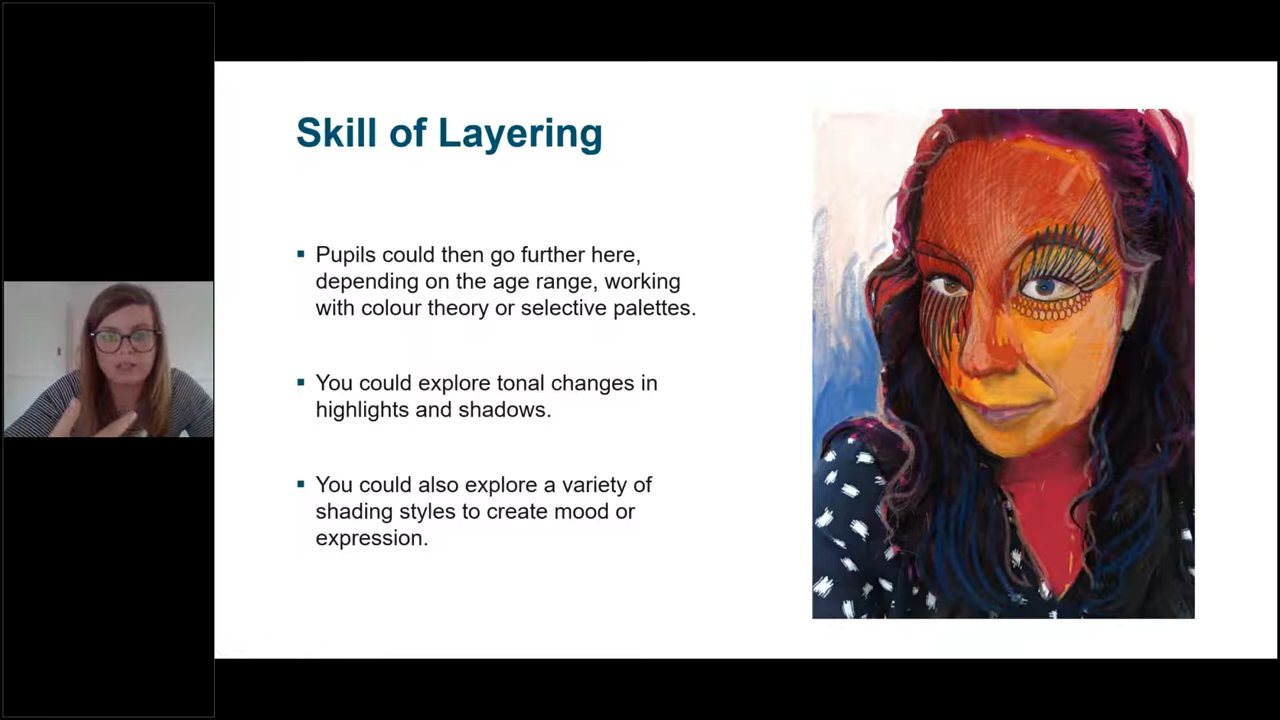 Skill of Layering
▪ Pupils could then go further here,
depending on the age range, working
with colour theory or selective palettes.
▪ You could explore tonal changes in
highlights and shadows.
▪ You could also explore a variety of
shading styles to create mood or
expression.